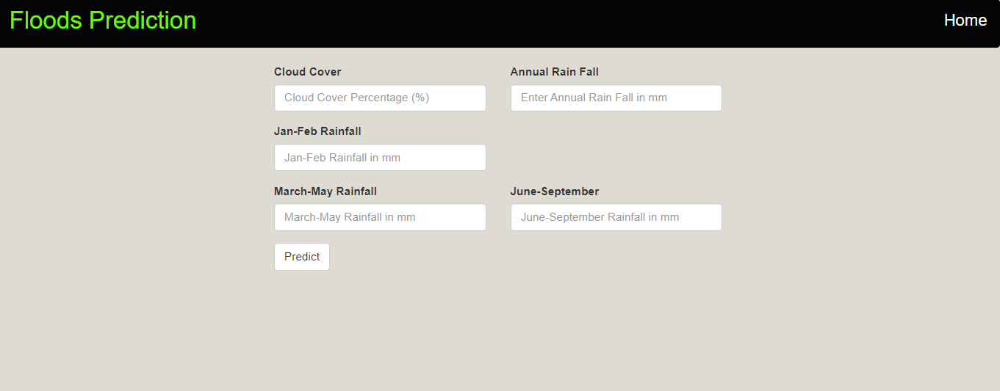 Floods Prediction
Home
Cloud Cover
Annual Rain Fall
Cloud Cover Percentage (%)
Enter Annual Rain Fall in mm
Jan-Feb Rainfall
Jan-Feb Rainfall in mm
March-May Rainfall
June-September
March-May Rainfall in mm
June-September Rainfall in mm
Predict